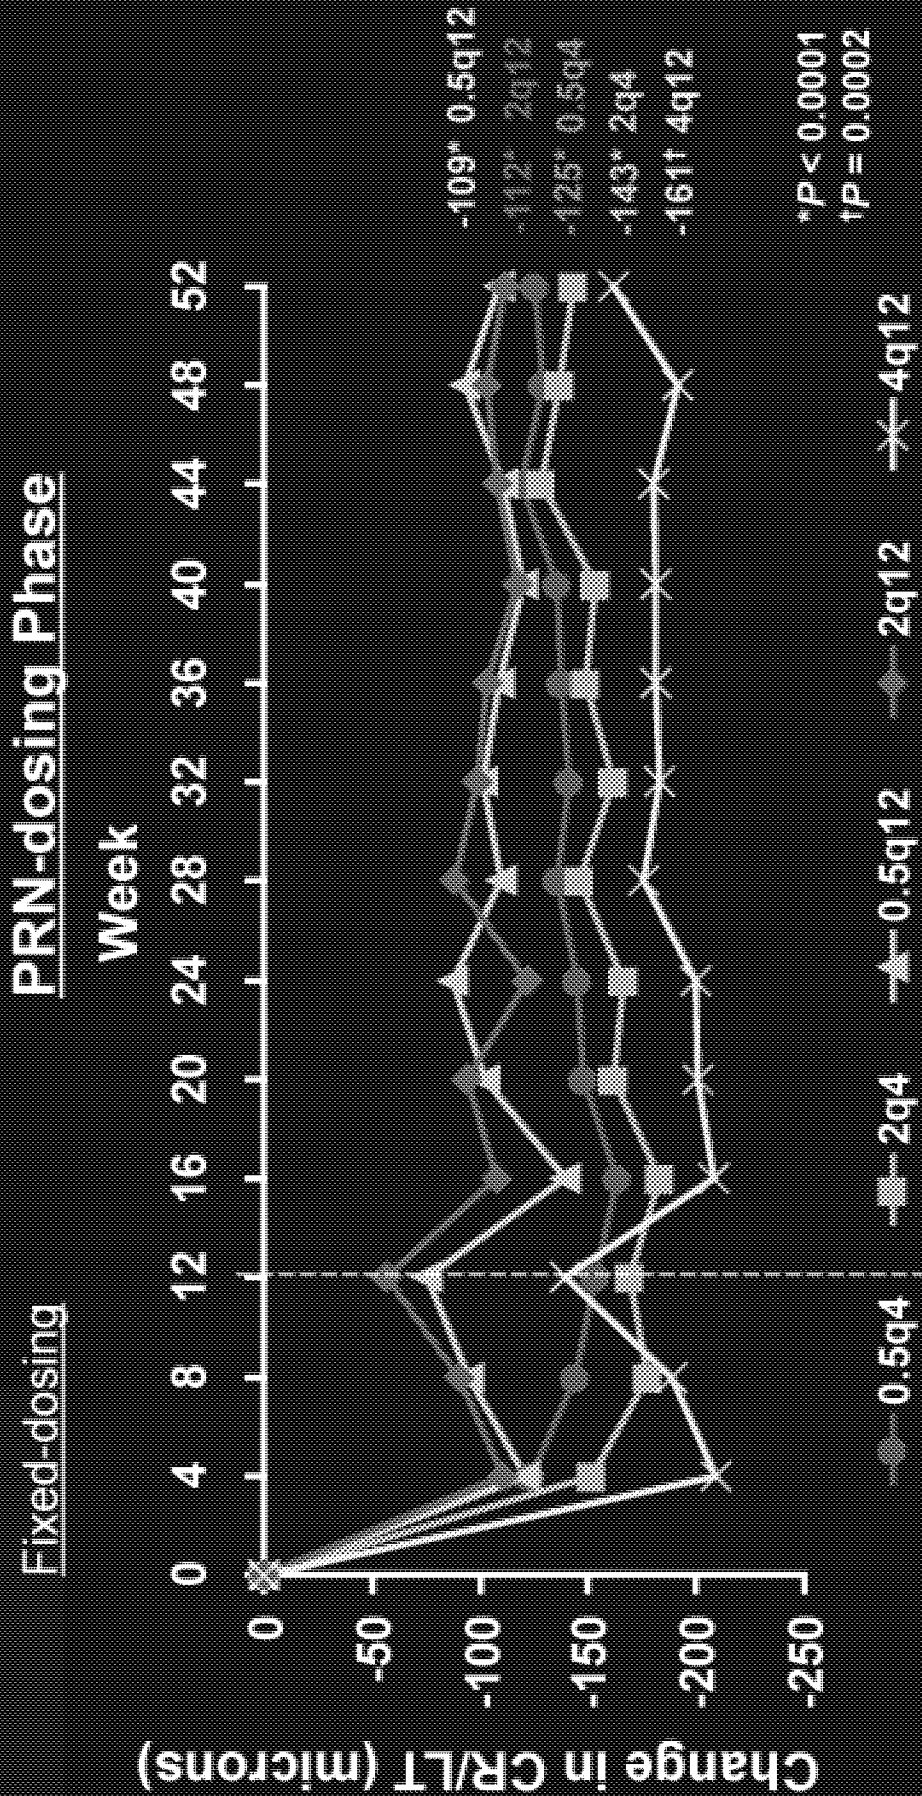 Fixed-dosing
PRN-dosing Phase
Week
0 4 8 12 16 20 24 28 32 36 40 44 48 52
0
-50
-100
-150
-200
-250
Change in CR/LT (microns)
-109* 0.5q12
-112* 2q12
-125* 0.5q4
-143* 2q4
-161† 4q12
*P < 0.0001
†P = 0.0002
0.5q4 2q4 0.5q12 2q12 4q12